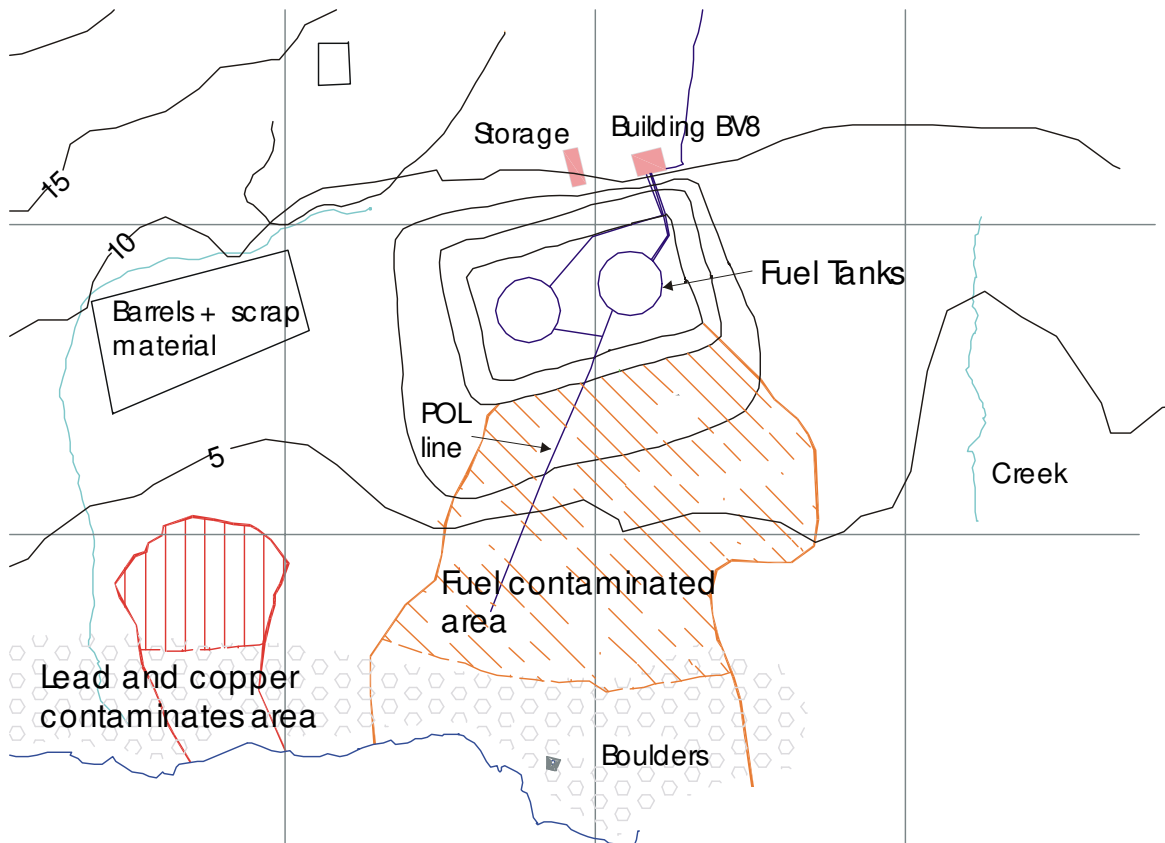 Storage
Building BV8
15
10
Fuel Tanks
Barrels + scrap
material
POL
line
5
Creek
Fuel contaminated
area
Lead and copper
contaminates area
Boulders